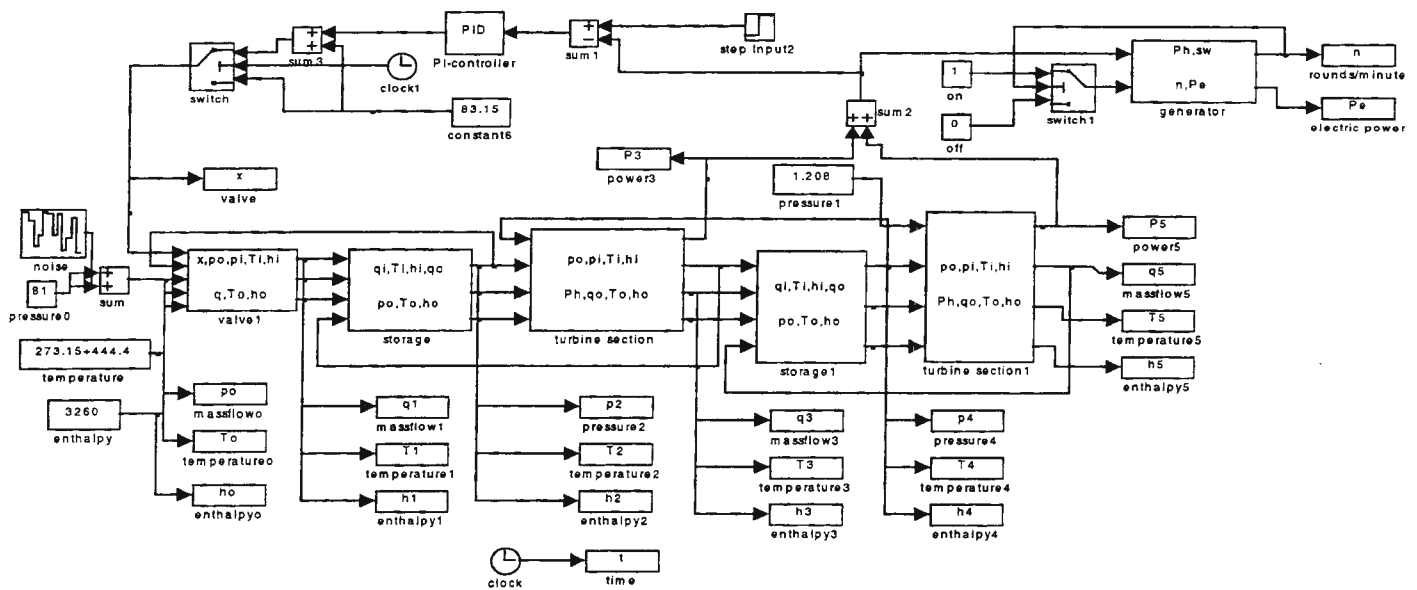 PID
PI-controller
+
-
sum1
step Input2
+
+
sum3
switch
clock1
83.15
constant6
Ph,sw
n,Pe
generator
n
rounds/minute
Pe
electric power
1
on
0
off
switch1
++
sum2
P3
power3
1.208
pressure1
x
valve
noise
81
pressure0
+
+
sum
x,po,pi,Ti,hi
q,To,ho
valve1
qi,Ti,hi,qo
po,To,ho
storage
po,pi,Ti,hi
Ph,qo,To,ho
turbine section
qi,Ti,hi,qo
po,To,ho
storage1
po,pi,Ti,hi
Ph,qo,To,ho
turbine section1
P5
power5
q5
massflow5
T5
temperature5
h5
enthalpy5
273.15+444.4
temperature
3260
enthalpy
po
massflowo
To
temperatureo
ho
enthalpyo
q1
massflow1
T1
temperature1
h1
enthalpy1
p2
pressure2
T2
temperature2
h2
enthalpy2
q3
massflow3
T3
temperature3
h3
enthalpy3
p4
pressure4
T4
temperature4
h4
enthalpy4
clock
t
time